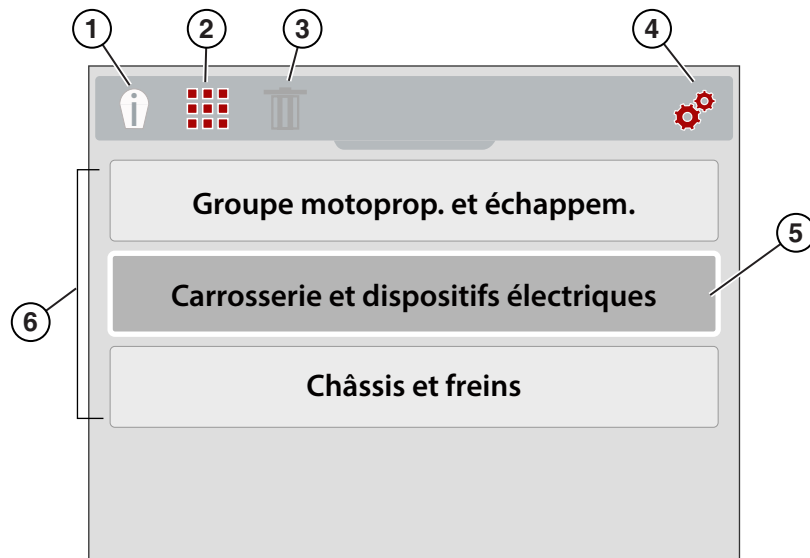 1 2 3 4
Groupe motoprop. et échappem.
5
Carrosserie et dispositifs électriques
6
Châssis et freins